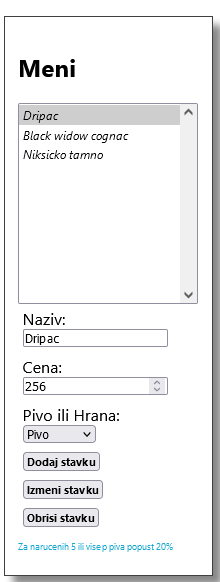 Meni
Dripac
Black widow cognac
Niksicko tamno
Naziv:
Dripac
Cena:
256
Pivo ili Hrana:
Pivo
Dodaj stavku
Izmeni stavku
Obrisi stavku
Za narucenih 5 ili vise piva popust 20%